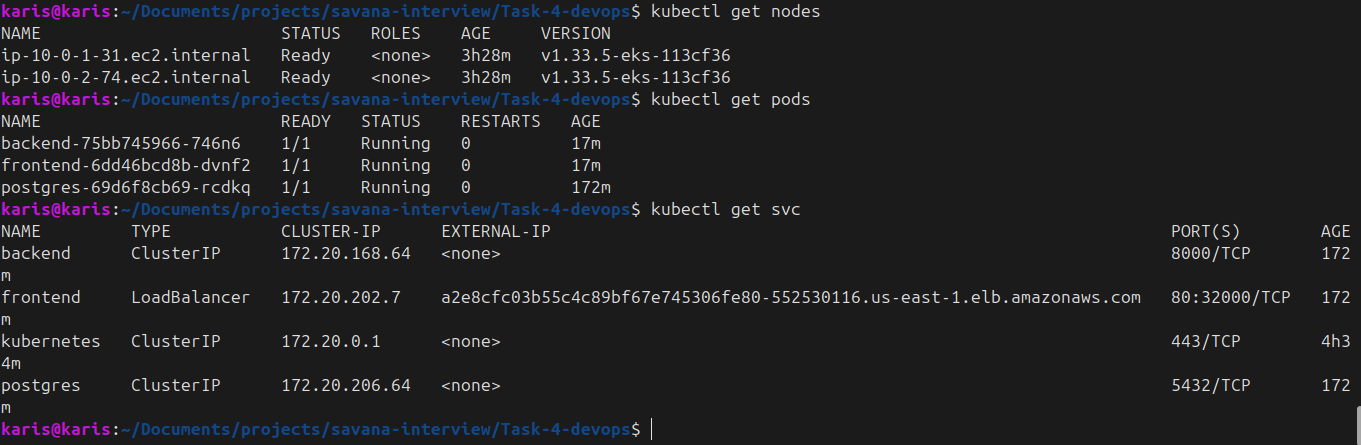 karis@karis:~/Documents/projects/savana-interview/Task-4-devops$ kubectl get nodes
NAME                        STATUS   ROLES    AGE     VERSION
ip-10-0-1-31.ec2.internal   Ready    <none>   3h28m   v1.33.5-eks-113cf36
ip-10-0-2-74.ec2.internal   Ready    <none>   3h28m   v1.33.5-eks-113cf36
karis@karis:~/Documents/projects/savana-interview/Task-4-devops$ kubectl get pods
NAME                        READY   STATUS    RESTARTS   AGE
backend-75bb745966-746n6    1/1     Running   0          17m
frontend-6dd46bcd8b-dvnf2   1/1     Running   0          17m
postgres-69d6f8cb69-rcdkq   1/1     Running   0          172m
karis@karis:~/Documents/projects/savana-interview/Task-4-devops$ kubectl get svc
NAME         TYPE           CLUSTER-IP      EXTERNAL-IP                                                              PORT(S)        AGE
backend      ClusterIP      172.20.168.64   <none>                                                                   8000/TCP       172
m
frontend     LoadBalancer   172.20.202.7    a2e8cfc03b55c4c89bf67e745306fe80-552530116.us-east-1.elb.amazonaws.com   80:32000/TCP   172
m
kubernetes   ClusterIP      172.20.0.1      <none>                                                                   443/TCP        4h3
4m
postgres     ClusterIP      172.20.206.64   <none>                                                                   5432/TCP       172
m
karis@karis:~/Documents/projects/savana-interview/Task-4-devops$